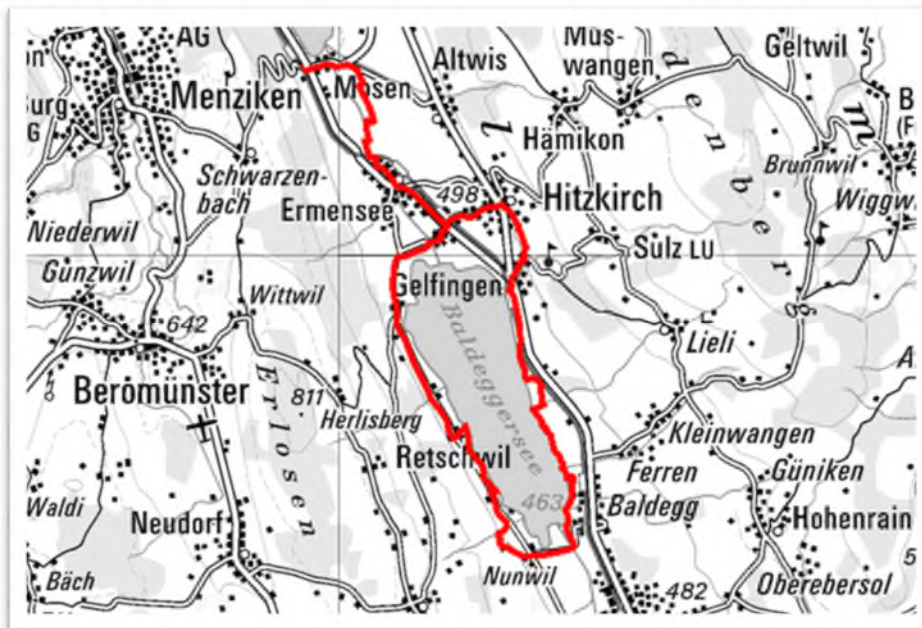 AG
Mosen
Menziken
Altwis
Müs-
wangen
Geltwil
Hämikon
Brunnwil
Schwarzen-
bach
Ermensee
498
Hitzkirch
Niederwil
Gunzwil
Sulz LU
Gelfingen
Wittwil
642
Lieli
Beromünster
811
Herlisberg
Erlosen
Baldeggersee
Kleinwangen
Retschwil
Ferren
Güniken
Waldi
463
Baldegg
Neudorf
Hohenrain
Nunwil
Bäch
482
Oberebersol